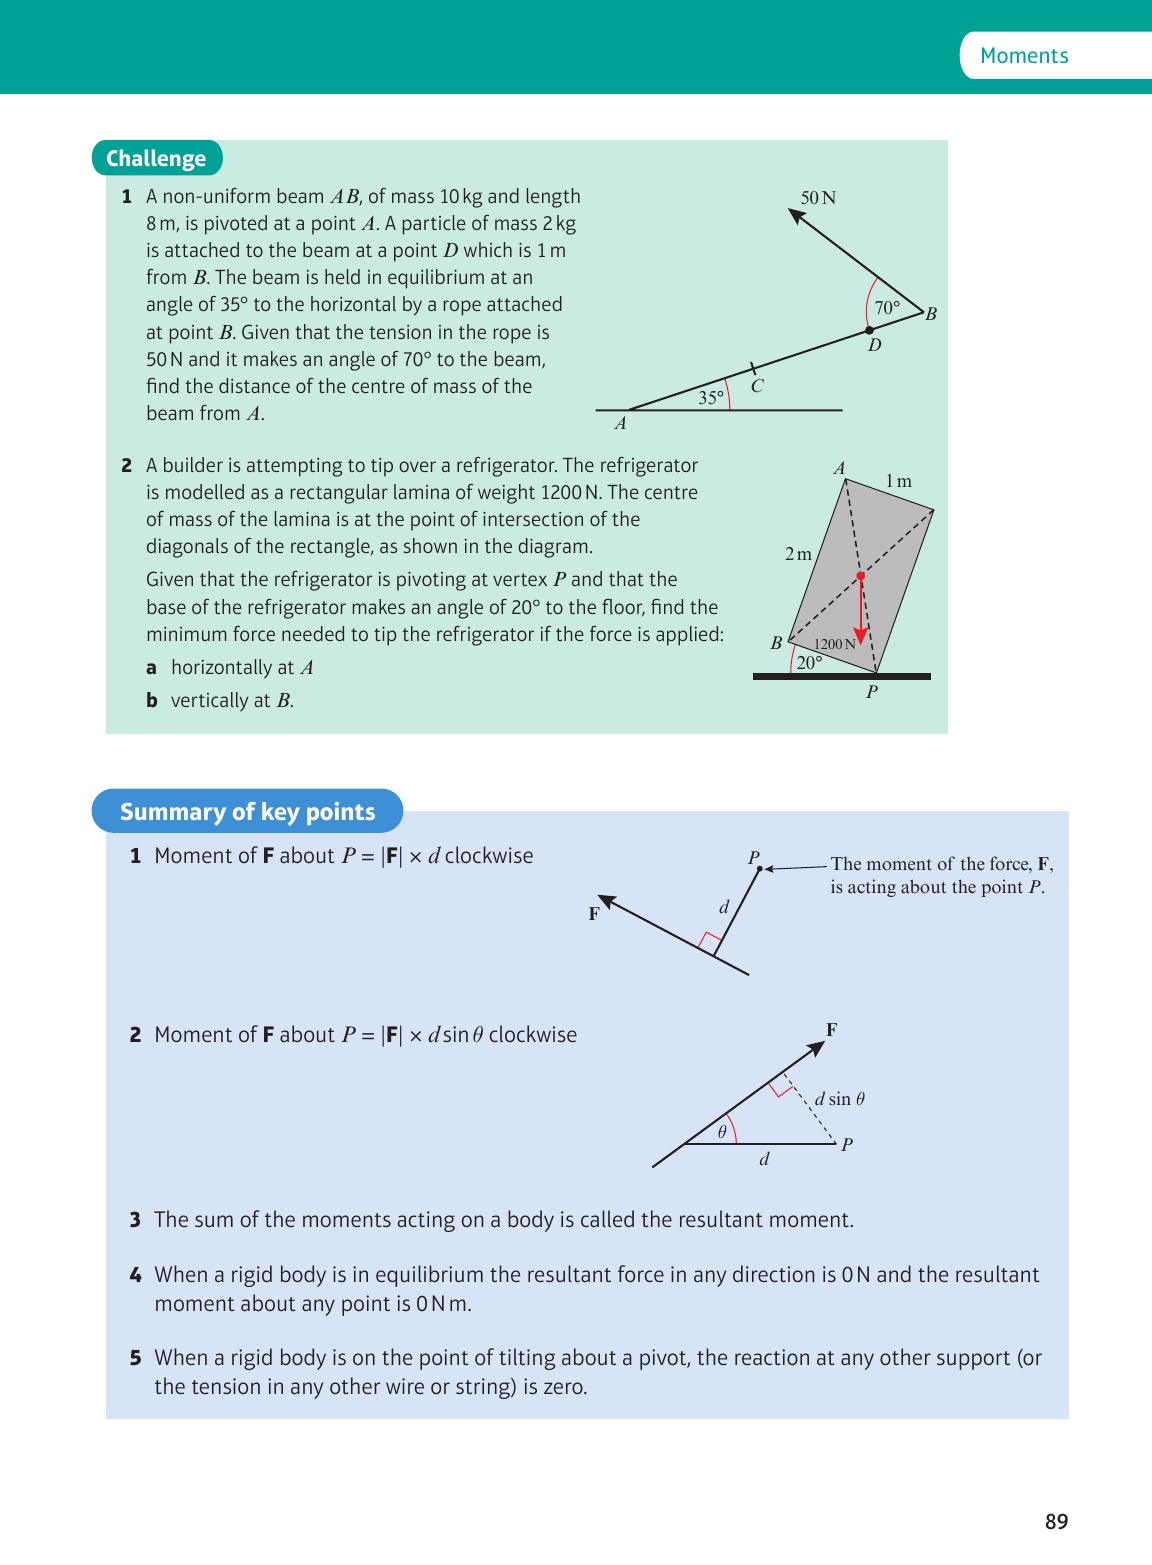 Moments
Challenge
1 A non-uniform beam AB, of mass 10 kg and length
8 m, is pivoted at a point A. A particle of mass 2 kg
is attached to the beam at a point D which is 1 m
from B. The beam is held in equilibrium at an
angle of 35° to the horizontal by a rope attached
at point B. Given that the tension in the rope is
50 N and it makes an angle of 70° to the beam,
find the distance of the centre of mass of the
beam from A.
50 N
70°
B
D
C
35°
A
2 A builder is attempting to tip over a refrigerator. The refrigerator
is modelled as a rectangular lamina of weight 1200 N. The centre
of mass of the lamina is at the point of intersection of the
diagonals of the rectangle, as shown in the diagram.
Given that the refrigerator is pivoting at vertex P and that the
base of the refrigerator makes an angle of 20° to the floor, find the
minimum force needed to tip the refrigerator if the force is applied:
a horizontally at A
b vertically at B.
A
1 m
2 m
B
1200 N
20°
P
Summary of key points
1 Moment of F about P = |F| × d clockwise
P
The moment of the force, F,
is acting about the point P.
d
F
2 Moment of F about P = |F| × d sin θ clockwise
F
d sin θ
θ
P
d
3 The sum of the moments acting on a body is called the resultant moment.
4 When a rigid body is in equilibrium the resultant force in any direction is 0 N and the resultant
moment about any point is 0 N m.
5 When a rigid body is on the point of tilting about a pivot, the reaction at any other support (or
the tension in any other wire or string) is zero.
89